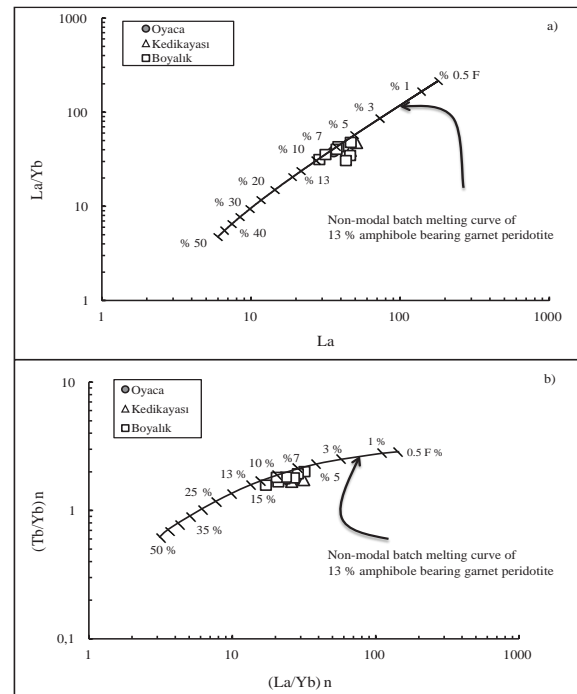 a)
1000
Oyaca
Kedikayası
Boyalık
% 0.5 F
% 1
% 3
100
% 5
% 7
% 10
% 13
La/Yb
% 20
% 30
10
% 40
% 50
Non-modal batch melting curve of
13 % amphibole bearing garnet peridotite
1
1 10 100 1000
La
b)
10
Oyaca
Kedikayası
Boyalık
1 %
0.5 F%
3 %
%7
10 %
% 5
13 %
15 %
25 %
35 %
50 %
1
(Tb/Yb) n
Non-modal batch melting curve of
13 % amphibole bearing garnet peridotite
0,1
1 10 100 1000
(La/Yb) n